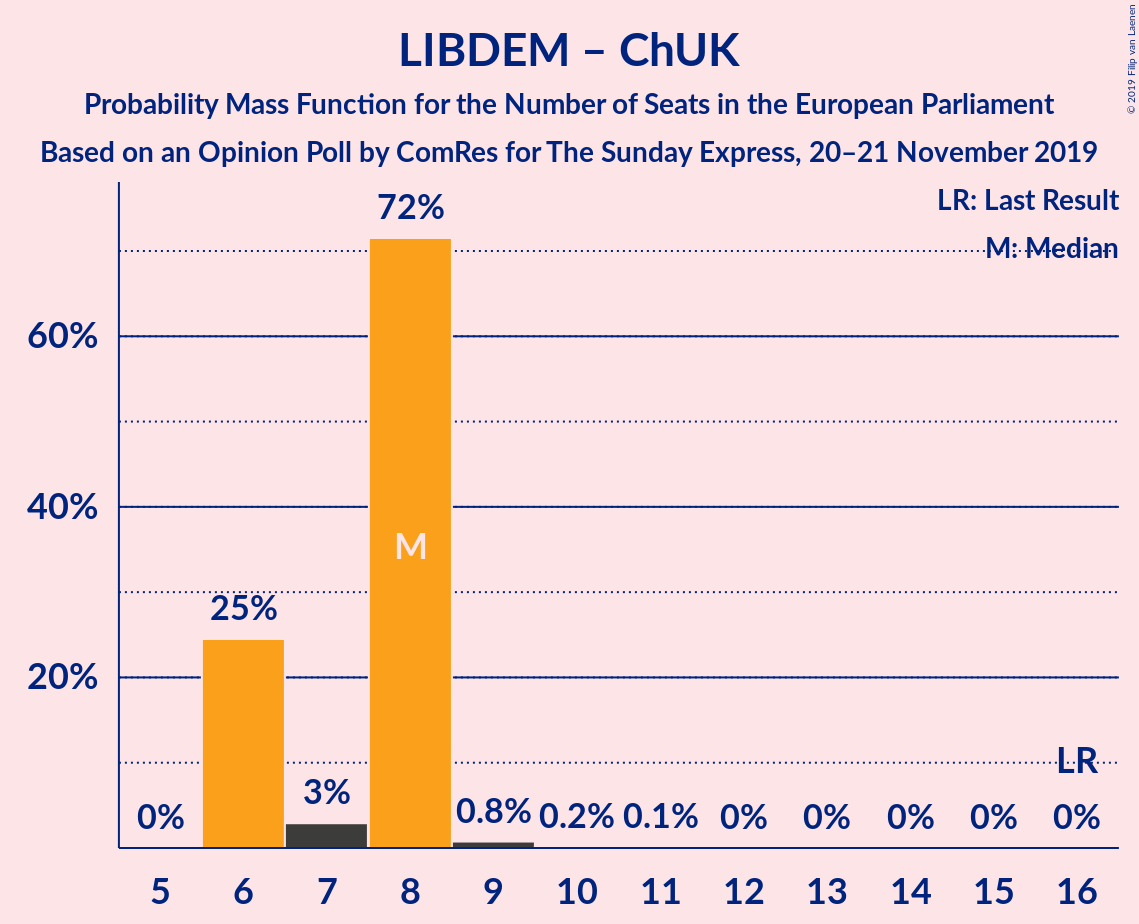 LIBDEM – ChUK
Probability Mass Function for the Number of Seats in the European Parliament
Based on an Opinion Poll by ComRes for The Sunday Express, 20–21 November 2019
© 2019 Filip van Laenen
LR: Last Result
M: Median
72%
60%
40%
M
25%
20%
LR
3%
0%
0.8%
0.2%
0.1%
0%
0%
0%
0%
0%
5 6 7 8 9 10 11 12 13 14 15 16